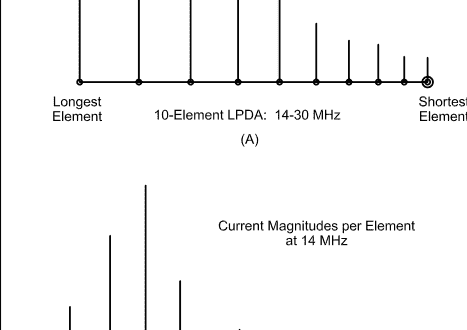 Longest
Element
10-Element LPDA: 14-30 MHz
Shortest
Element
(A)
Current Magnitudes per Element
at 14 MHz